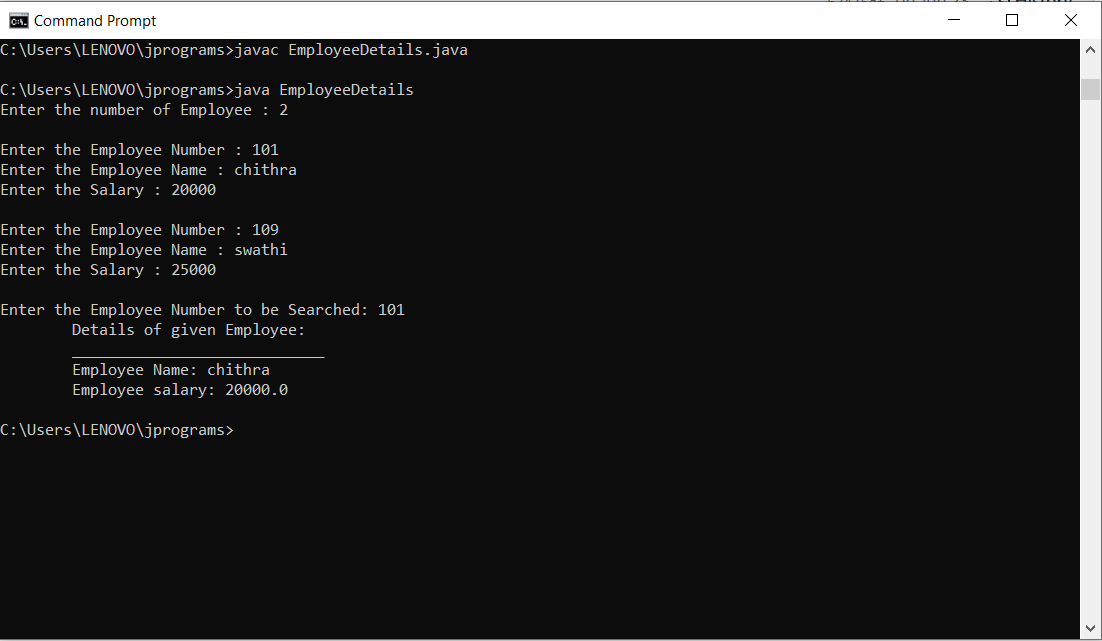 Command Prompt
C:\Users\LENOVO\jprograms>javac EmployeeDetails.java
C:\Users\LENOVO\jprograms>java EmployeeDetails
Enter the number of Employee : 2
Enter the Employee Number : 101
Enter the Employee Name : chithra
Enter the Salary : 20000
Enter the Employee Number : 109
Enter the Employee Name : swathi
Enter the Salary : 25000
Enter the Employee Number to be Searched: 101
Details of given Employee:
____________________________
Employee Name: chithra
Employee salary: 20000.0
C:\Users\LENOVO\jprograms>